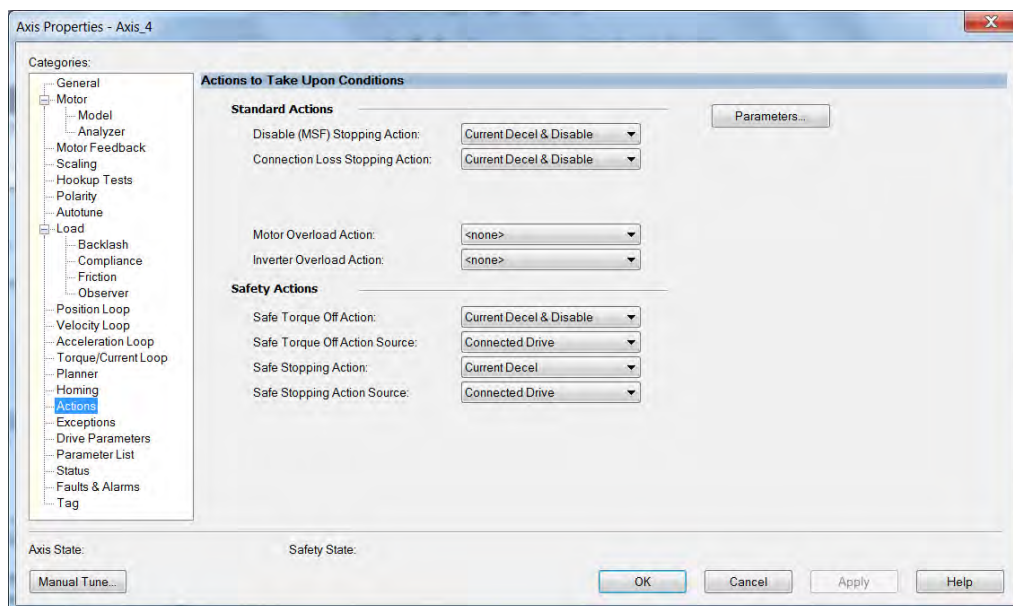 Axis Properties - Axis_4
X
Categories:
General
Motor
Model
Analyzer
Motor Feedback
Scaling
Hookup Tests
Polarity
Autotune
Load
Backlash
Compliance
Friction
Observer
Position Loop
Velocity Loop
Acceleration Loop
Torque/Current Loop
Planner
Homing
Actions
Exceptions
Drive Parameters
Parameter List
Status
Faults & Alarms
Tag
Actions to Take Upon Conditions
Standard Actions
Parameters...
Disable (MSF) Stopping Action: Current Decel & Disable
Connection Loss Stopping Action: Current Decel & Disable
Motor Overload Action: <none>
Inverter Overload Action: <none>
Safety Actions
Safe Torque Off Action: Current Decel & Disable
Safe Torque Off Action Source: Connected Drive
Safe Stopping Action: Current Decel
Safe Stopping Action Source: Connected Drive
Axis State: Safety State:
Manual Tune... OK Cancel Apply Help